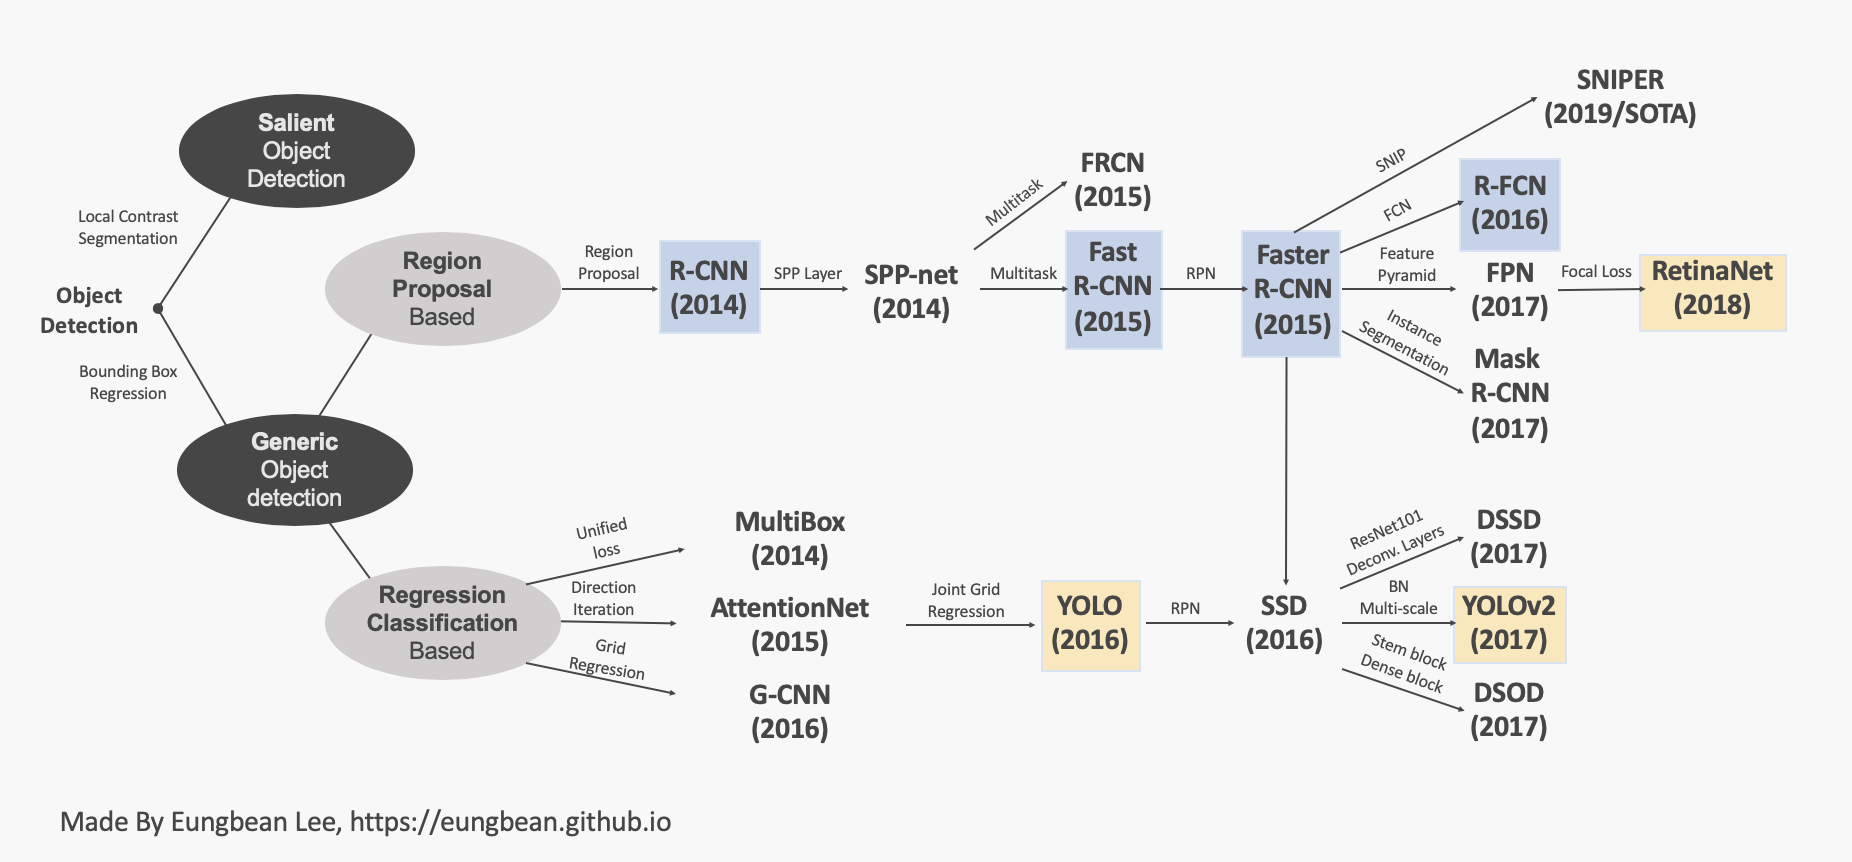 Salient
Object
Detection
Local Contrast
Segmentation
Object
Detection
Bounding Box
Regression
Generic
Object
detection
Region
Proposal
Based
Region
Proposal
R-CNN
(2014)
SPP Layer
SPP-net
(2014)
Multitask
FRCN
(2015)
Multitask
Fast
R-CNN
(2015)
RPN
Faster
R-CNN
(2015)
SNIP
SNIPER
(2019/SOTA)
FCN
R-FCN
(2016)
Feature
Pyramid
FPN
(2017)
Focal Loss
RetinaNet
(2018)
Instance
Segmentation
Mask
R-CNN
(2017)
Regression
Classification
Based
Unified
loss
MultiBox
(2014)
Direction
Iteration
AttentionNet
(2015)
Grid
Regression
G-CNN
(2016)
Joint Grid
Regression
YOLO
(2016)
RPN
SSD
(2016)
ResNet101
Deconv. Layers
DSSD
(2017)
BN
Multi-scale
YOLOv2
(2017)
Stem block
Dense block
DSOD
(2017)
Made By Eungbean Lee, https://eungbean.github.io